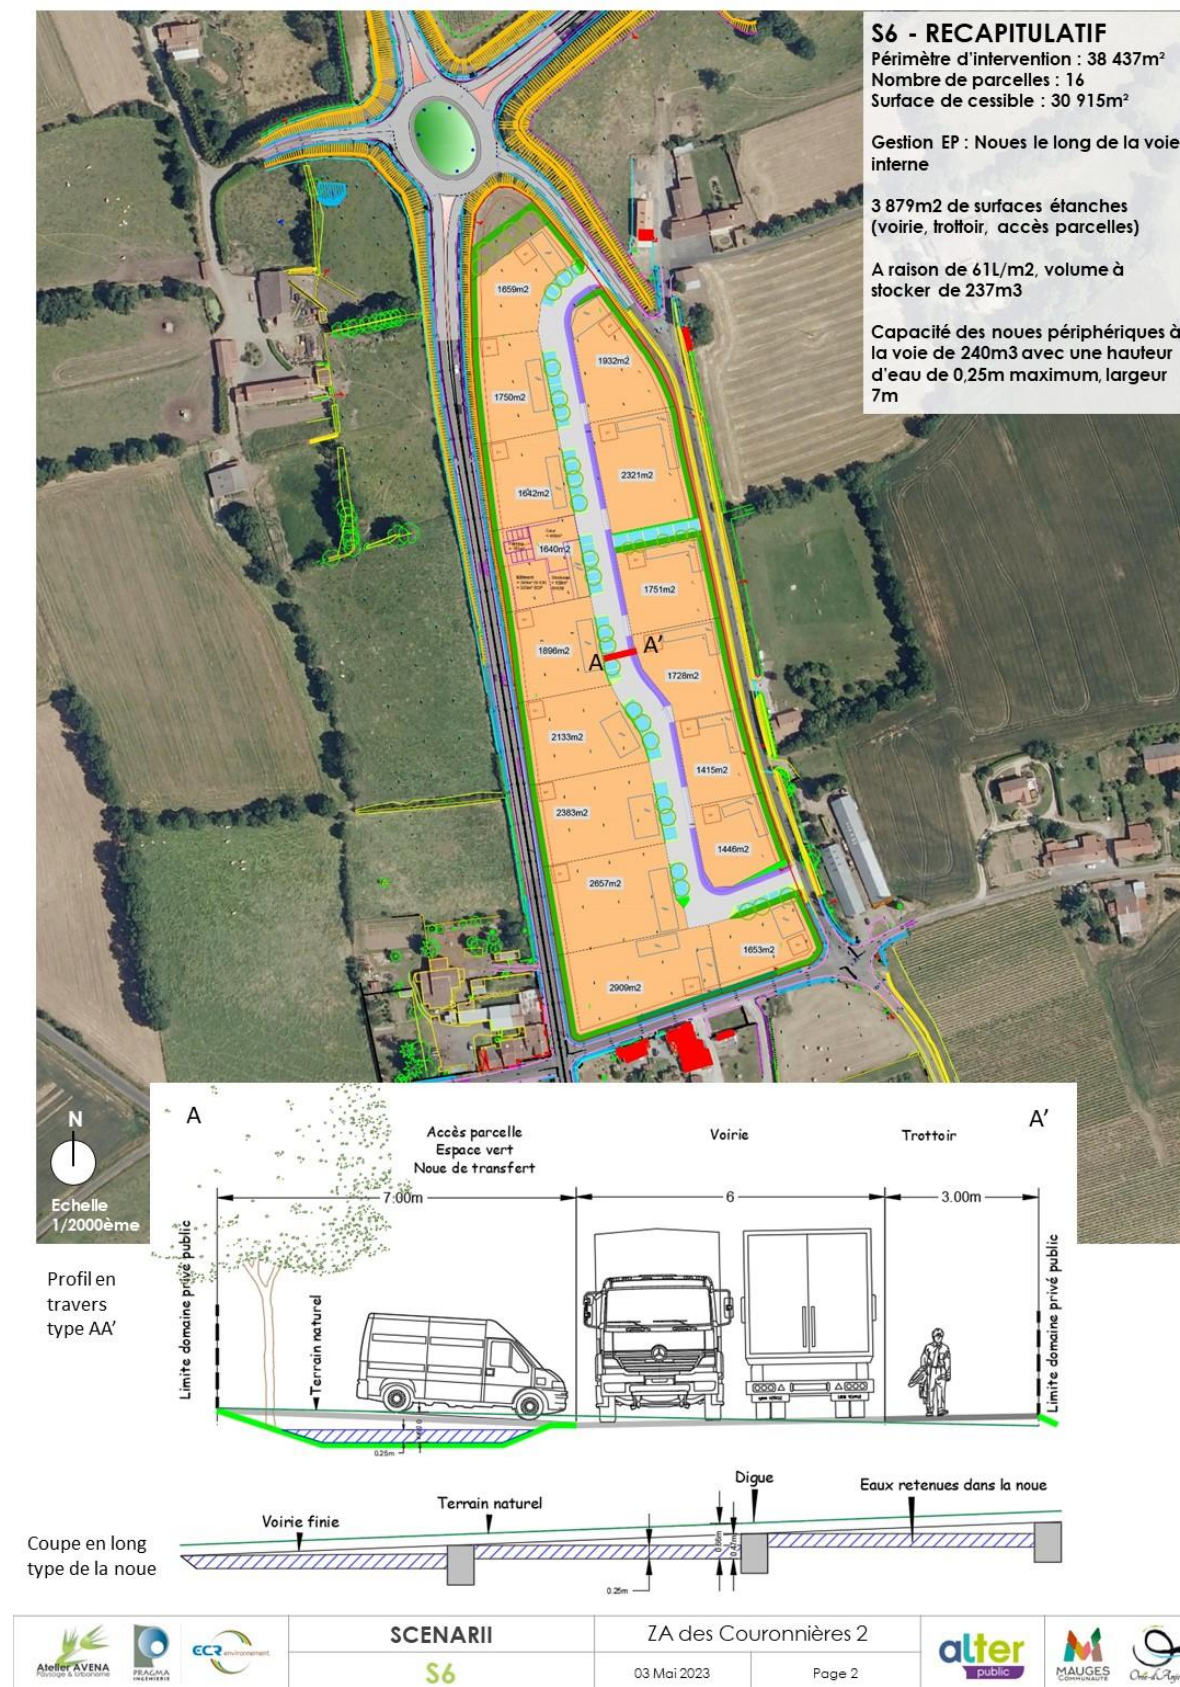 S6 - RECAPITULATIF
Périmètre d'intervention : 38 437m²
Nombre de parcelles : 16
Surface de cessible : 30 915m²
Gestion EP : Noues le long de la voie
interne
3 879m2 de surfaces étanches
(voirie, trottoir, accès parcelles)
A raison de 61L/m2, volume à
stocker de 237m3
Capacité des noues périphériques à
la voie de 240m3 avec une hauteur
d'eau de 0,25m maximum, largeur
7m
1659m2
1932m2
1750m2
2321m2
1642m2
1640m2
1751m2
1896m2
A A'
1728m2
2133m2
1415m2
2383m2
1446m2
2657m2
1653m2
2909m2
N
Echelle
1/2000ème
A
A'
Accès parcelle
Espace vert
Noue de transfert
Voirie
Trottoir
7.00m
6
3.00m
Profil en
travers
type AA'
Limite domaine privé public
Terrain naturel
Limite domaine privé public
0.25m
Coupe en long
type de la noue
Voirie finie
Terrain naturel
Digue
Eaux retenues dans la noue
0.47m
0.25m
Atelier AVENA
Paysage & Urbanisme
PRAGMA
INGENIERIE
ECR environnement
SCENARII
S6
ZA des Couronnières 2
03 Mai 2023
Page 2
alter
public
MAUGES
COMMUNAUTÉ
Orée-d'Anjou